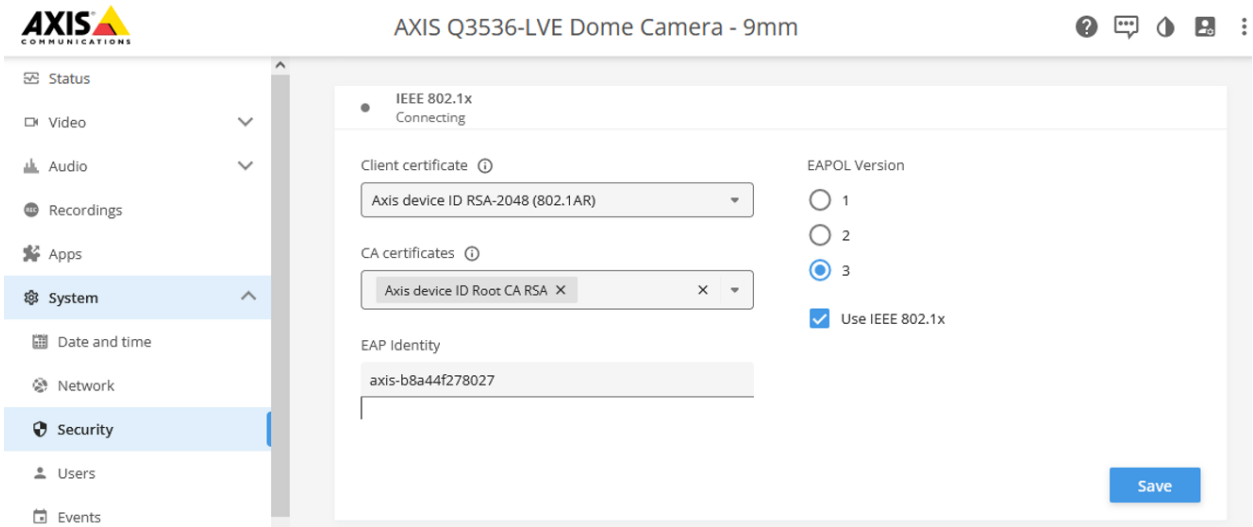 AXIS
COMMUNICATIONS
AXIS Q3536-LVE Dome Camera - 9mm
Status
Video
Audio
REC
Recordings
Apps
System
Date and time
Network
Security
Users
Events
IEEE 802.1x
Connecting
Client certificate
Axis device ID RSA-2048 (802.1AR)
CA certificates
Axis device ID Root CA RSA
EAP Identity
axis-b8a44f278027
EAPOL Version
1
2
3
Use IEEE 802.1x
Save